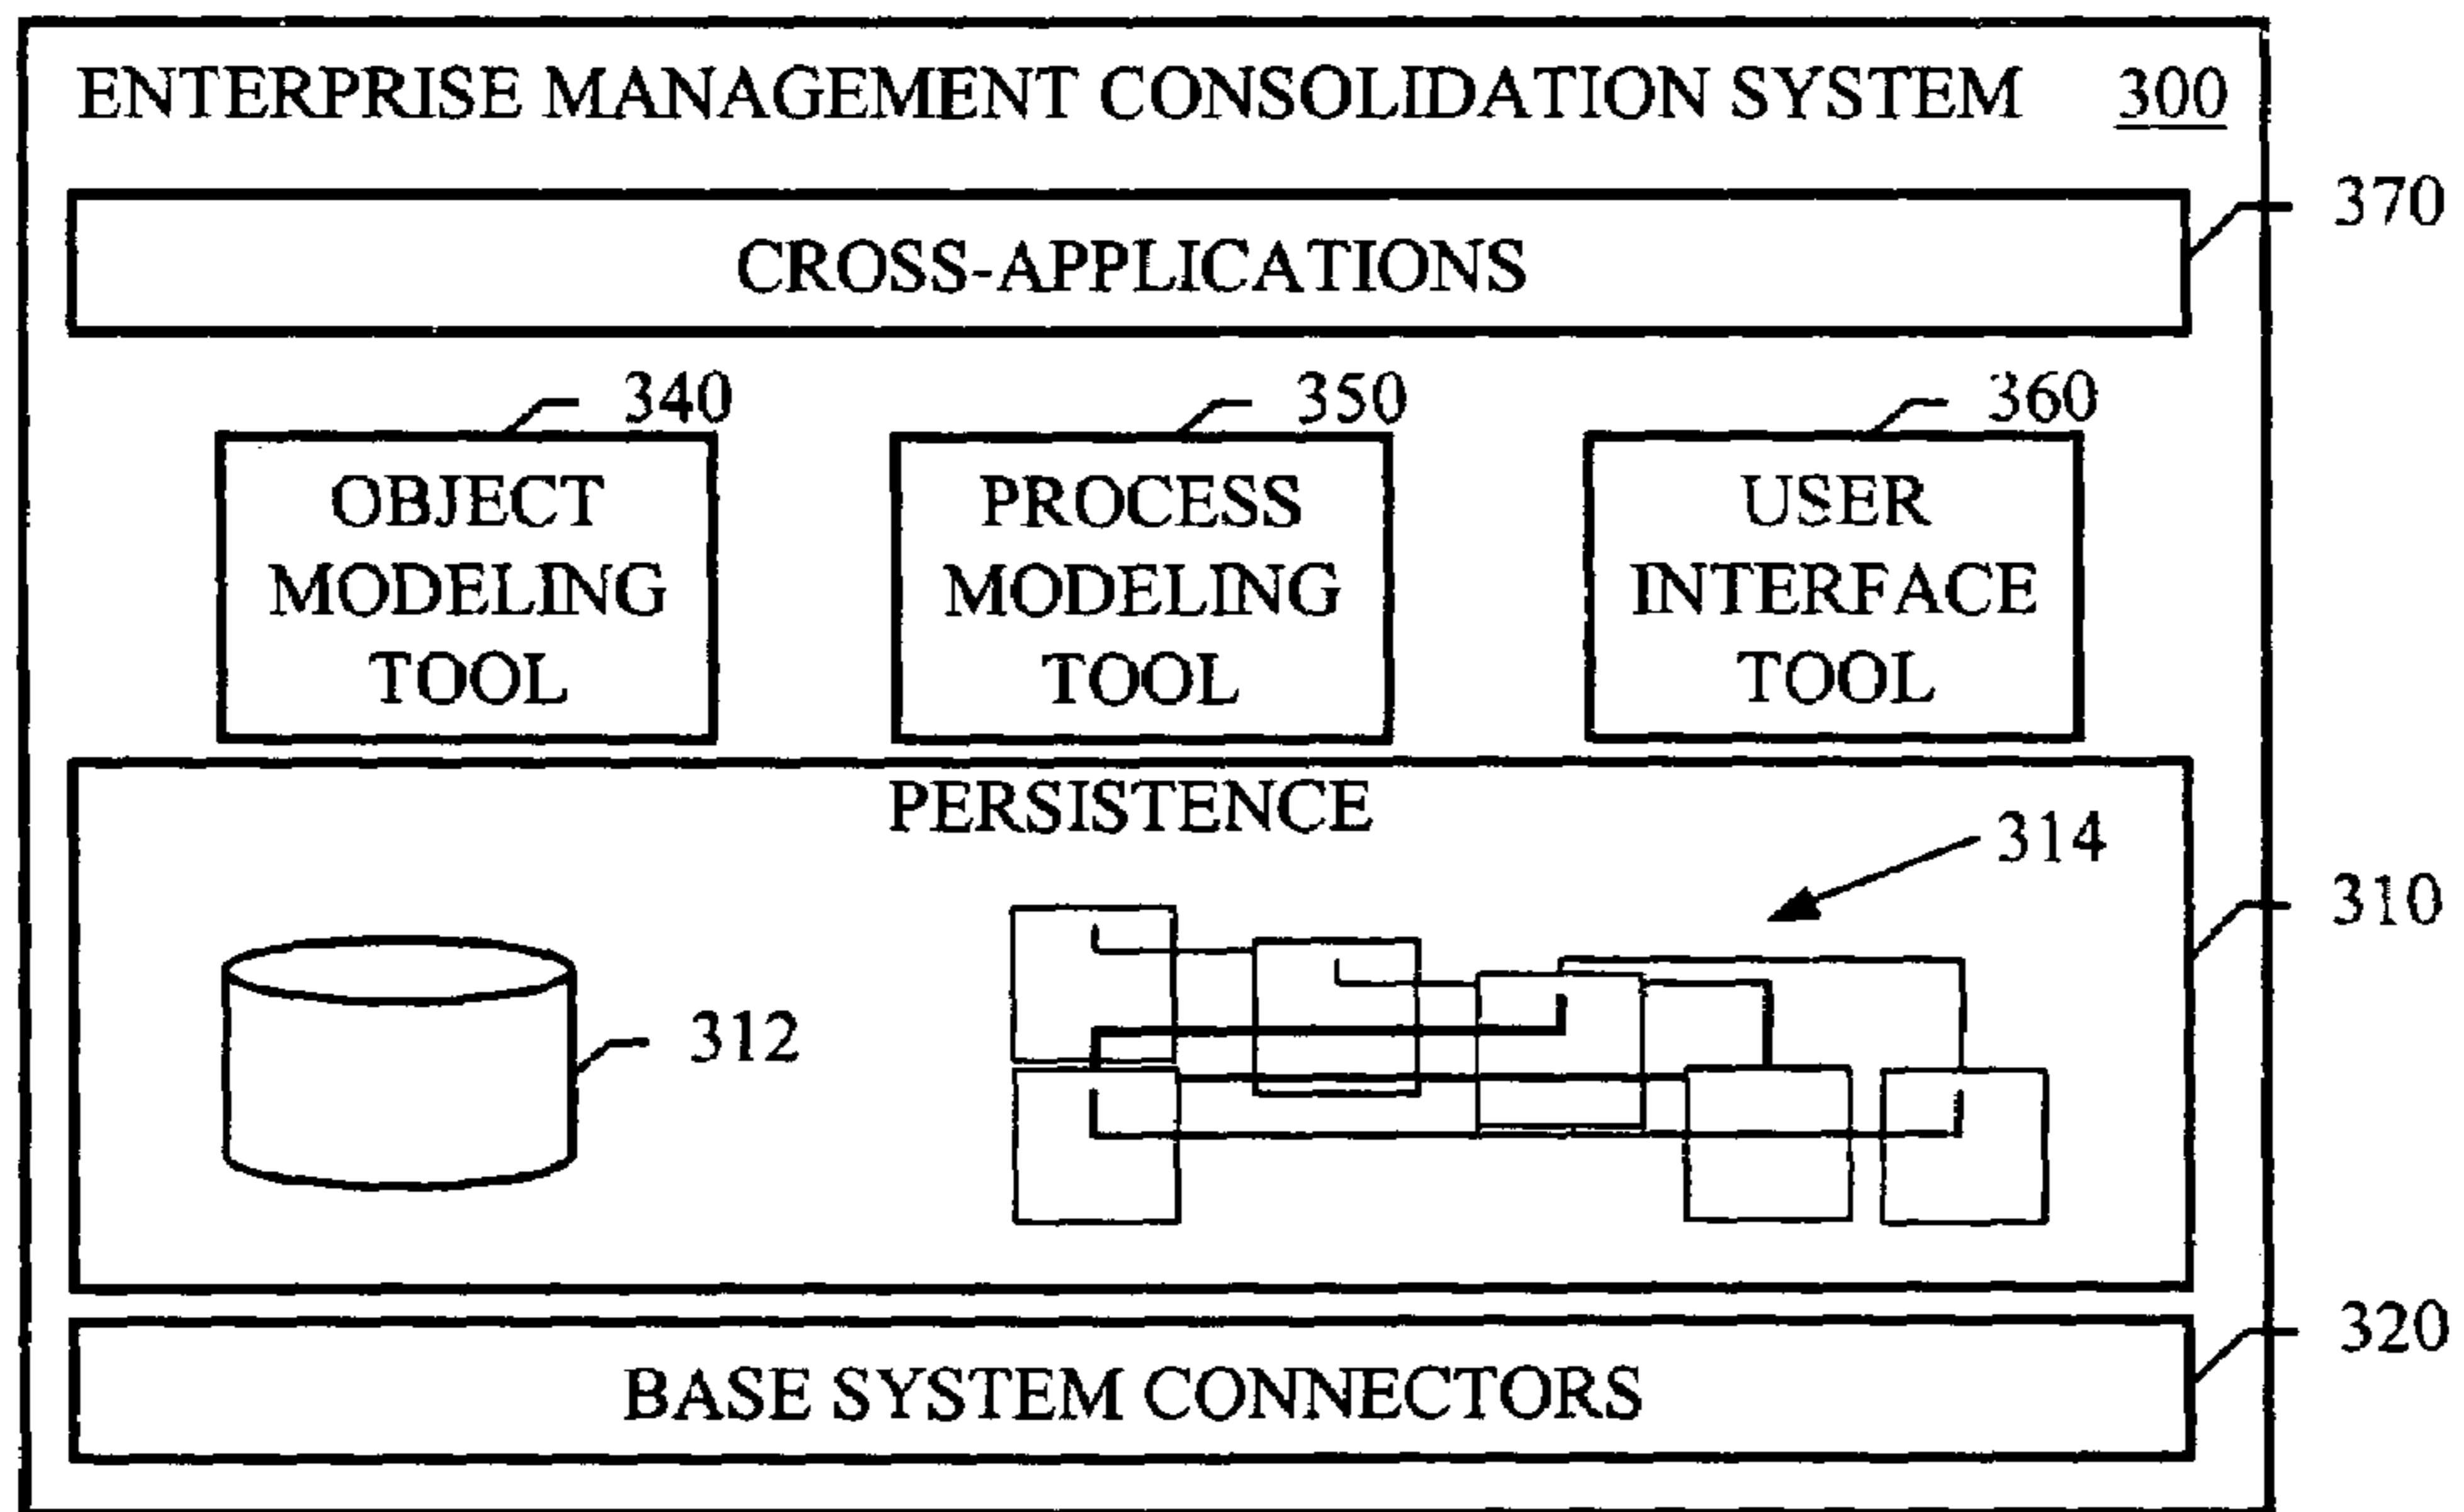 ENTERPRISE MANAGEMENT CONSOLIDATION SYSTEM 300
370
CROSS-APPLICATIONS
340
350
360
OBJECT
MODELING
TOOL
PROCESS
MODELING
TOOL
USER
INTERFACE
TOOL
PERSISTENCE
314
310
312
320
BASE SYSTEM CONNECTORS